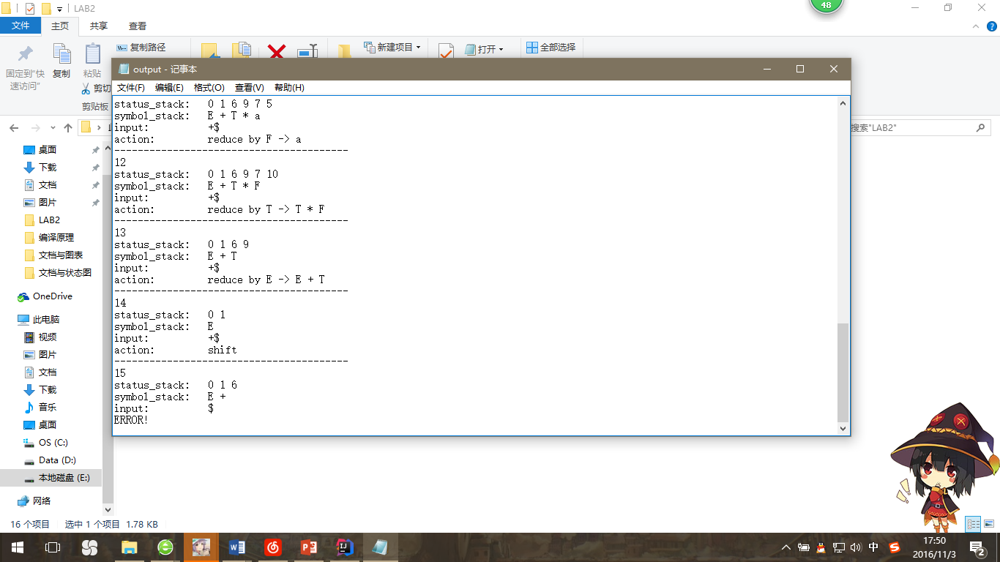 LAB2
48
文件
主页
共享
查看
固定到"快
速访问"
复制
粘贴
复制路径
剪切
剪贴板
新建项目
打开
全部选择
搜索"LAB2"
output - 记事本
文件(F) 编辑(E) 格式(O) 查看(V) 帮助(H)
status_stack: 0 1 6 9 7 5
symbol_stack: E + T * a
input: +$
action: reduce by F -> a
----------------------------------------
12
status_stack: 0 1 6 9 7 10
symbol_stack: E + T * F
input: +$
action: reduce by T -> T * F
----------------------------------------
13
status_stack: 0 1 6 9
symbol_stack: E + T
input: +$
action: reduce by E -> E + T
----------------------------------------
14
status_stack: 0 1
symbol_stack: E
input: +$
action: shift
----------------------------------------
15
status_stack: 0 1 6
symbol_stack: E +
input: $
ERROR!
桌面
下载
文档
图片
LAB2
编译原理
文档与图表
文档与状态图
OneDrive
此电脑
视频
图片
文档
下载
音乐
桌面
OS (C:)
Data (D:)
本地磁盘 (E:)
网络
16 个项目 选中 1 个项目 1.78 KB
中
17:50
2016/11/3
2